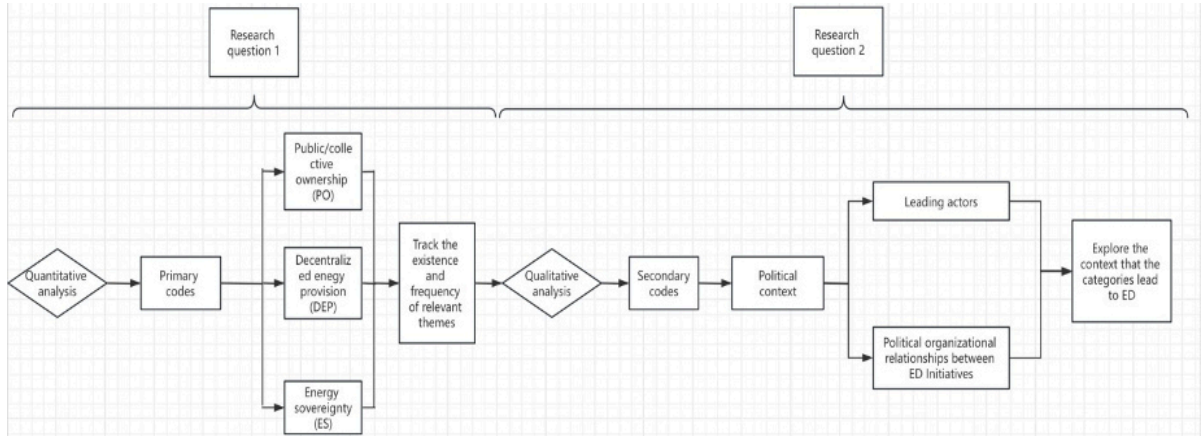 Research
question 1
Research
question 2
Quantitative
analysis
Primary
codes
Public/colle
ctive
ownership
(PO)
Decentraliz
ed enegy
provision
(DEP)
Energy
sovereignty
(ES)
Track the
existence
and
frequency
of relevant
themes
Qualitative
analysis
Secondary
codes
Political
context
Leading actors
Political organizational
relationships between
ED Initiatives
Explore the
context that the
categories lead
to ED